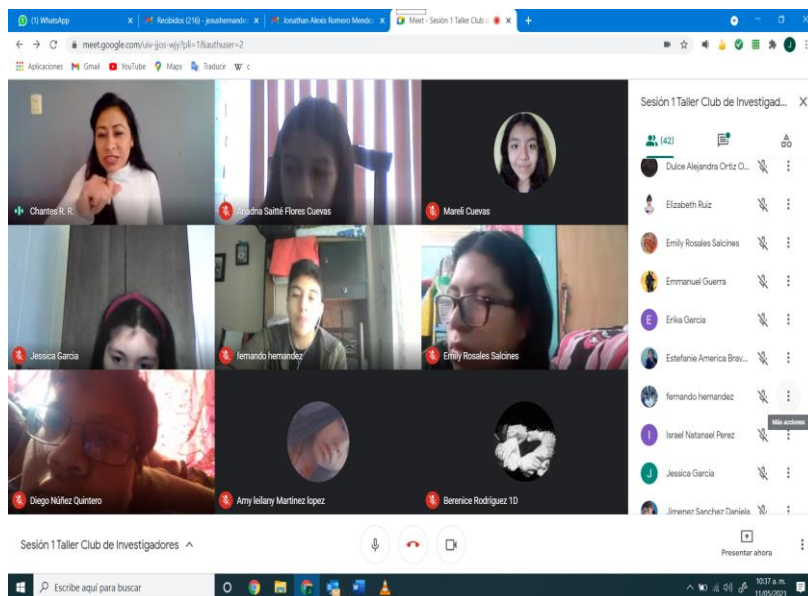 (1) WhatsApp
Recibidos (216) - jesushernandez
Jonathan Alexis Romero Mendez
Meet - Sesión 1 Taller Club d
meet.google.com/uiv-jjos-wjy?pli=1&authuser=2
Aplicaciones
Gmail
YouTube
Maps
Traducir
Chantes R. R.
Ariadna Saitté Flores Cuevas
Mareli Cuevas
Jessica Garcia
fernando hernandez
Emily Rosales Salcines
Diego Núñez Quintero
Amy leilany Martinez lopez
Berenice Rodriguez 1D
Sesión 1 Taller Club de Investigad...
(42)
Dulce Alejandra Ortiz O...
Elizabeth Ruiz
Emily Rosales Salcines
Emmanuel Guerra
E
Erika Garcia
Estefanie America Brav...
fernando hernandez
Más acciones
I
Israel Natanael Perez
J
Jessica Garcia
Jimenez Sanchez Daniela
Sesión 1 Taller Club de Investigadores
Presentar ahora
Escribe aquí para buscar
10:37 a. m.
11/05/2021